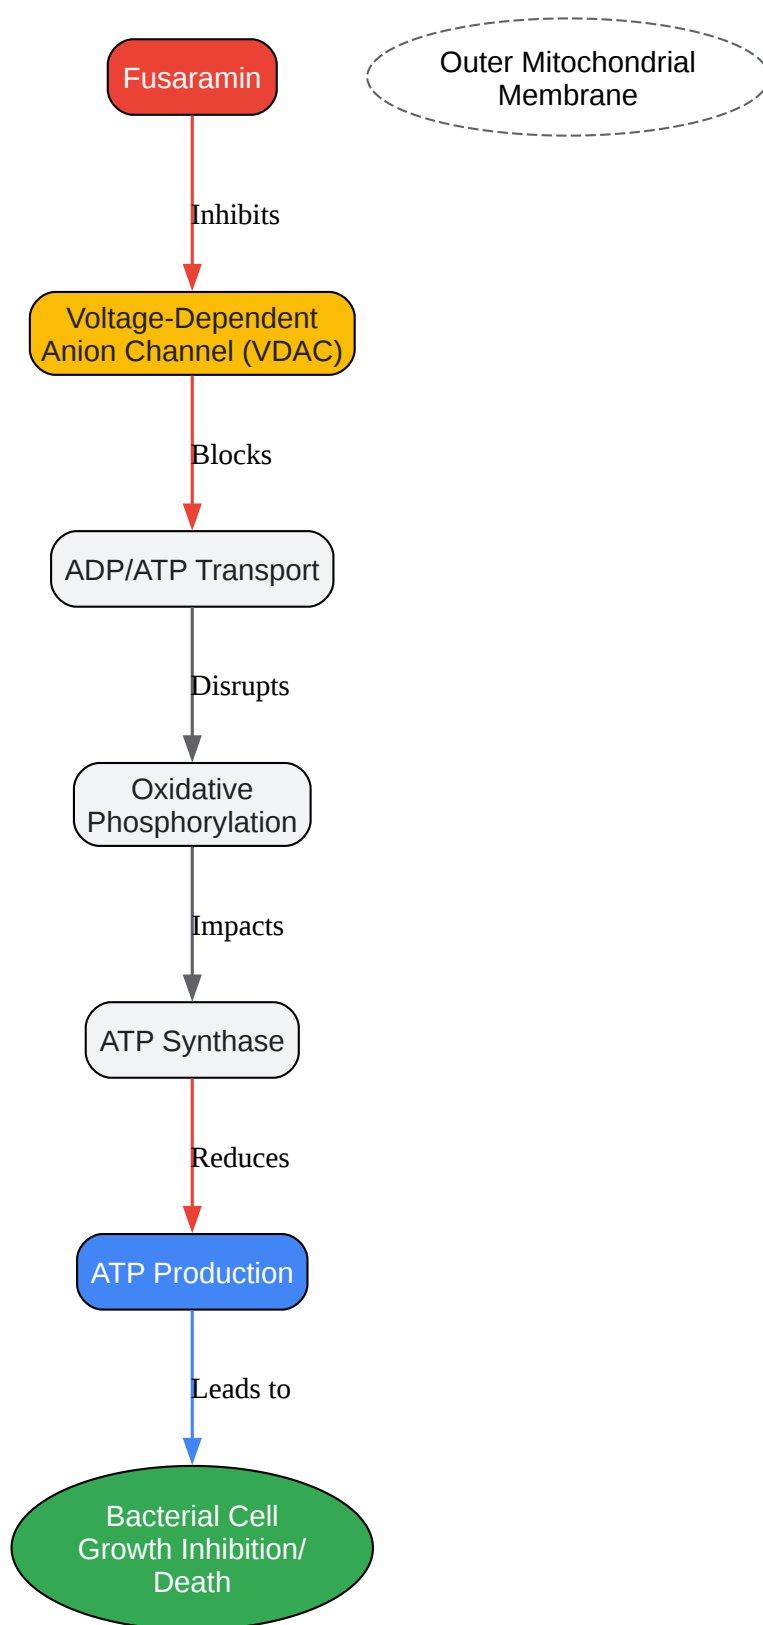 Fusaramin
Outer Mitochondrial
Membrane
Inhibits
Voltage-Dependent
Anion Channel (VDAC)
Blocks
ADP/ATP Transport
Disrupts
Oxidative
Phosphorylation
Impacts
ATP Synthase
Reduces
ATP Production
Leads to
Bacterial Cell
Growth Inhibition/
Death